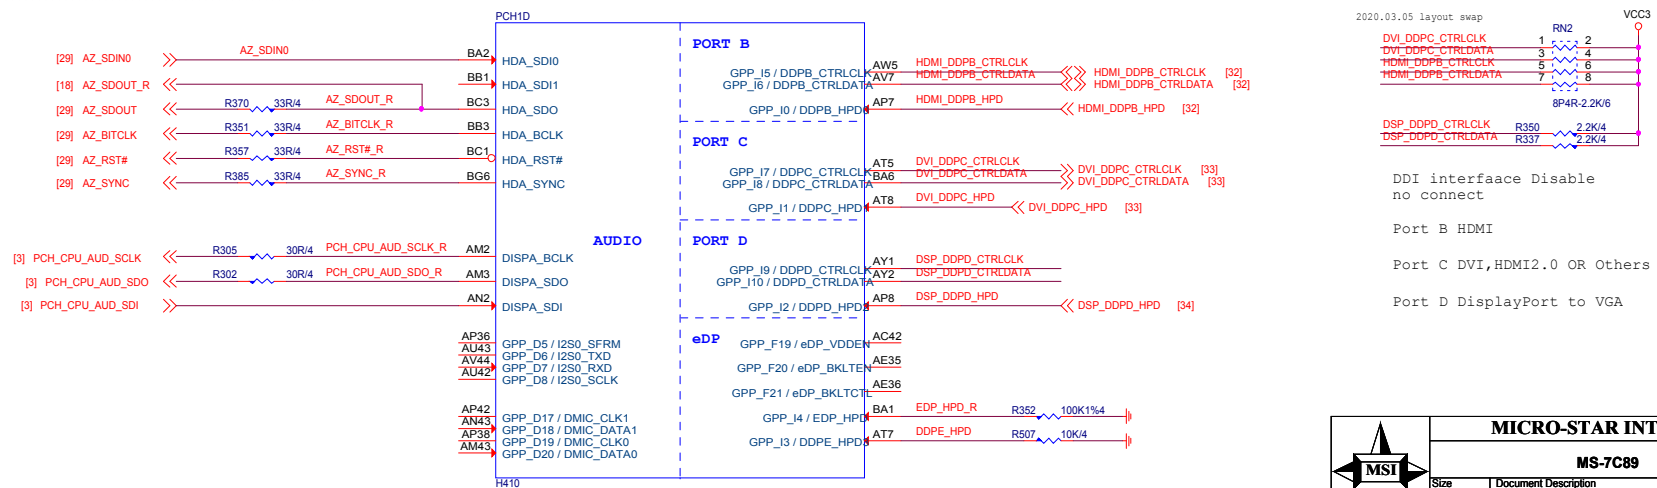 PCH1D
[29] AZ_SDIN0
AZ_SDIN0
BA2
HDA_SDI0
[18] AZ_SDOUT_R
BB1
HDA_SDI1
[29] AZ_SDOUT
R370
33R/4
AZ_SDOUT_R
BC3
HDA_SDO
[29] AZ_BITCLK
R351
33R/4
AZ_BITCLK_R
BB3
HDA_BCLK
[29] AZ_RST#
R357
33R/4
AZ_RST#_R
BC1
HDA_RST#
[29] AZ_SYNC
R385
33R/4
AZ_SYNC_R
BG6
HDA_SYNC
AUDIO
[3] PCH_CPU_AUD_SCLK
R305
30R/4
PCH_CPU_AUD_SCLK_R
AM2
DISPA_BCLK
[3] PCH_CPU_AUD_SDO
R302
30R/4
PCH_CPU_AUD_SDO_R
AM3
DISPA_SDO
[3] PCH_CPU_AUD_SDI
AN2
DISPA_SDI
AP36
GPP_D5 / I2S0_SFRM
AU43
GPP_D6 / I2S0_TXD
AV44
GPP_D7 / I2S0_RXD
AU42
GPP_D8 / I2S0_SCLK
AP42
GPP_D17 / DMIC_CLK1
AN43
GPP_D18 / DMIC_DATA1
AP38
GPP_D19 / DMIC_CLK0
AM43
GPP_D20 / DMIC_DATA0
H410
PORT B
GPP_I5 / DDPB_CTRLCLK
AW5
HDMI_DDPB_CTRLCLK
HDMI_DDPB_CTRLCLK [32]
GPP_I6 / DDPB_CTRLDATA
AV7
HDMI_DDPB_CTRLDATA
HDMI_DDPB_CTRLDATA [32]
GPP_I0 / DDPB_HPD0
AP7
HDMI_DDPB_HPD
HDMI_DDPB_HPD [32]
PORT C
GPP_I7 / DDPC_CTRLCLK
AT5
DVI_DDPC_CTRLCLK
DVI_DDPC_CTRLCLK [33]
GPP_I8 / DDPC_CTRLDATA
BA6
DVI_DDPC_CTRLDATA
DVI_DDPC_CTRLDATA [33]
GPP_I1 / DDPC_HPD1
AT8
DVI_DDPC_HPD
DVI_DDPC_HPD [33]
PORT D
GPP_I9 / DDPD_CTRLCLK
AY1
DSP_DDPD_CTRLCLK
GPP_I10 / DDPD_CTRLDATA
AY2
DSP_DDPD_CTRLDATA
GPP_I2 / DDPD_HPD2
AP8
DSP_DDPD_HPD
DSP_DDPD_HPD [34]
eDP
GPP_F19 / eDP_VDDEN
AC42
GPP_F20 / eDP_BKLTEN
AE35
GPP_F21 / eDP_BKLTCTL
AE36
GPP_I4 / EDP_HPD
BA1
EDP_HPD_R
R352
100K1%4
GPP_I3 / DDPE_HPD3
AT7
DDPE_HPD
R507
10K/4
2020.03.05 layout swap
VCC3
RN2
DVI_DDPC_CTRLCLK
1 2
DVI_DDPC_CTRLDATA
3 4
HDMI_DDPB_CTRLCLK
5 6
HDMI_DDPB_CTRLDATA
7 8
8P4R-2.2K/6
DSP_DDPD_CTRLCLK
R350
2.2K/4
DSP_DDPD_CTRLDATA
R337
2.2K/4
DDI interfaace Disable
no connect
Port B HDMI
Port C DVI,HDMI2.0 OR Others
Port D DisplayPort to VGA
MSI
MICRO-STAR INT
MS-7C89
Size
Document Description